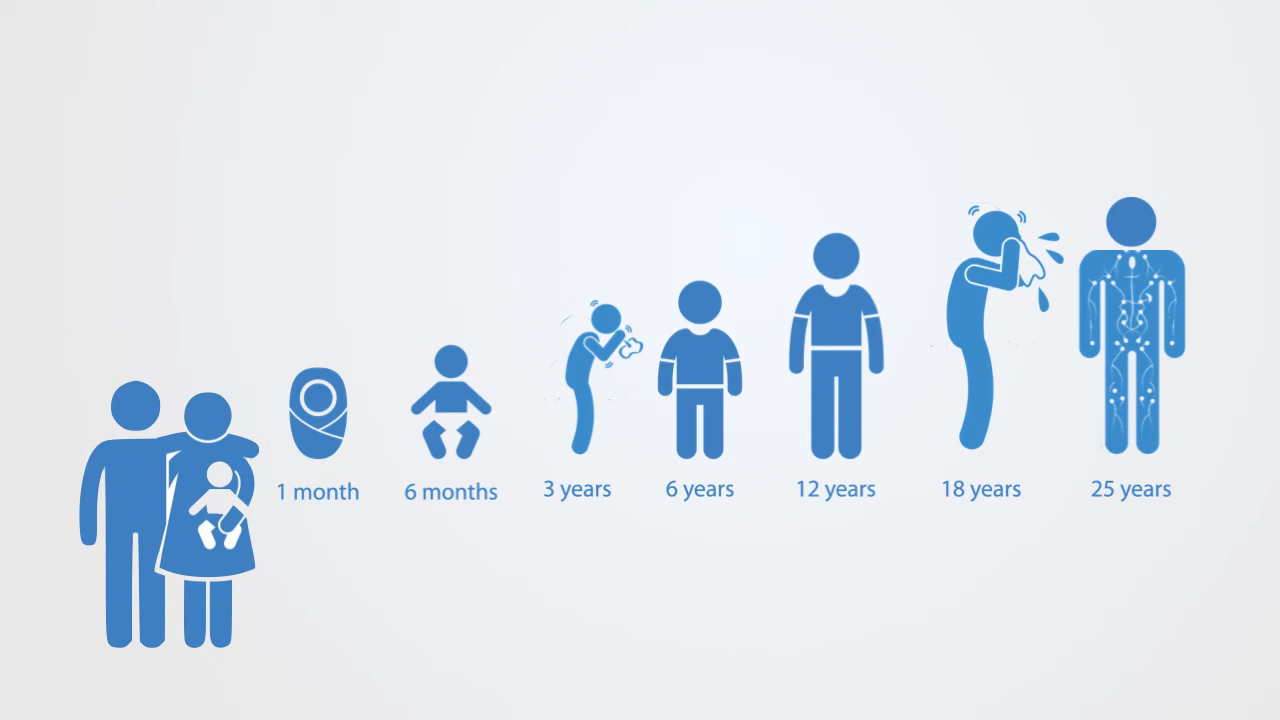 1 month
6 months
3 years
6 years
12 years
18 years
25 years